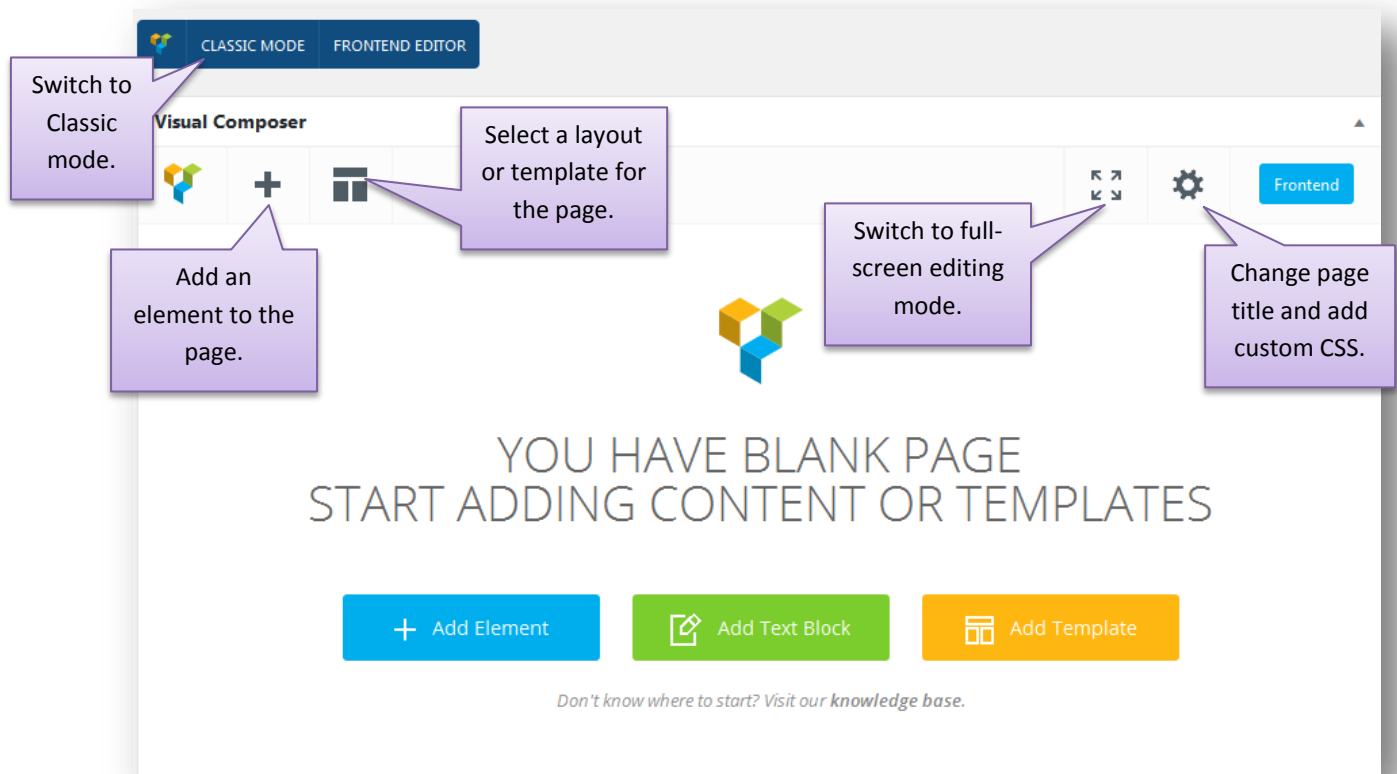 CLASSIC MODE
FRONTEND EDITOR
Switch to
Classic
mode.
Visual Composer
Select a layout
or template for
the page.
Frontend
Add an
element to the
page.
Switch to full-
screen editing
mode.
Change page
title and add
custom CSS.
YOU HAVE BLANK PAGE
START ADDING CONTENT OR TEMPLATES
Add Element
Add Text Block
Add Template
Don't know where to start? Visit our knowledge base.